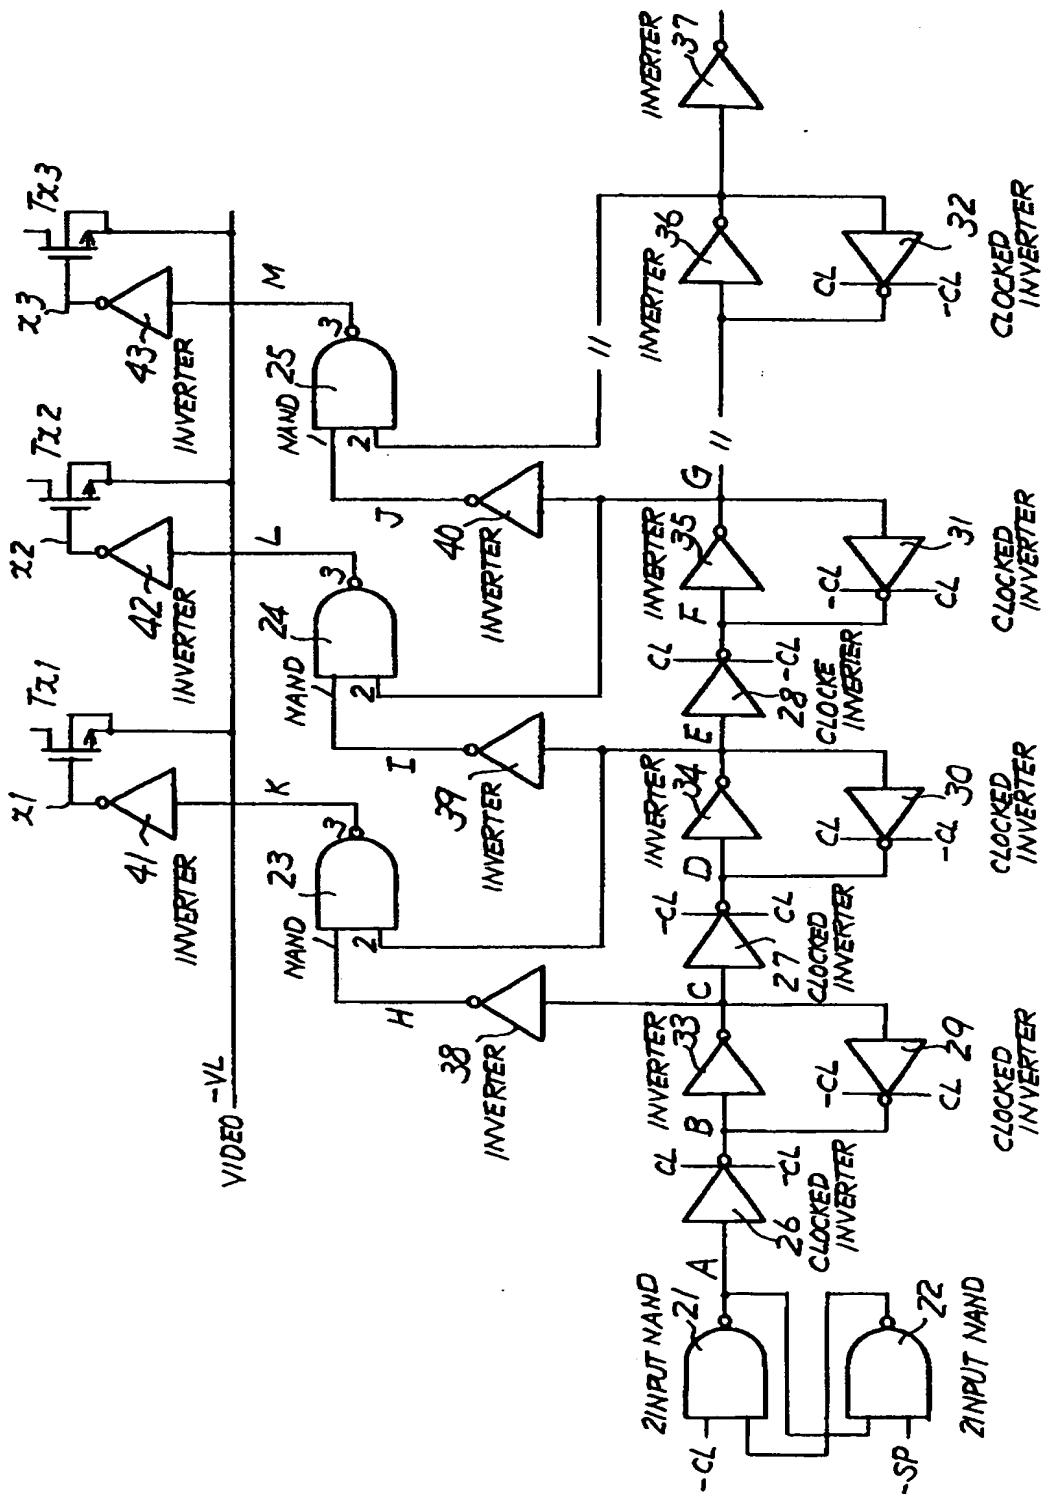 x1
Tx1
x2
Tx2
x3
Tx3
41
INVERTER
42
INVERTER
43
INVERTER
VIDEO
-VL
K
L
M
NAND
23
1
2
3
NAND
24
1
2
3
NAND
25
1
2
3
H
I
J
38
INVERTER
39
INVERTER
40
INVERTER
2INPUT NAND
21
-CL
A
CL
-CL
26
CLOCKED
INVERTER
B
INVERTER
33
C
-CL
CL
27
CLOCKED
INVERTER
D
INVERTER
34
E
CL
-CL
28
CLOCKE
INVERTER
F
INVERTER
35
G
INVERTER
36
INVERTER
37
-SP
22
2INPUT NAND
-CL
CL
29
CLOCKED
INVERTER
CL
-CL
30
CLOCKED
INVERTER
-CL
CL
31
CLOCKED
INVERTER
CL
-CL
32
CLOCKED
INVERTER